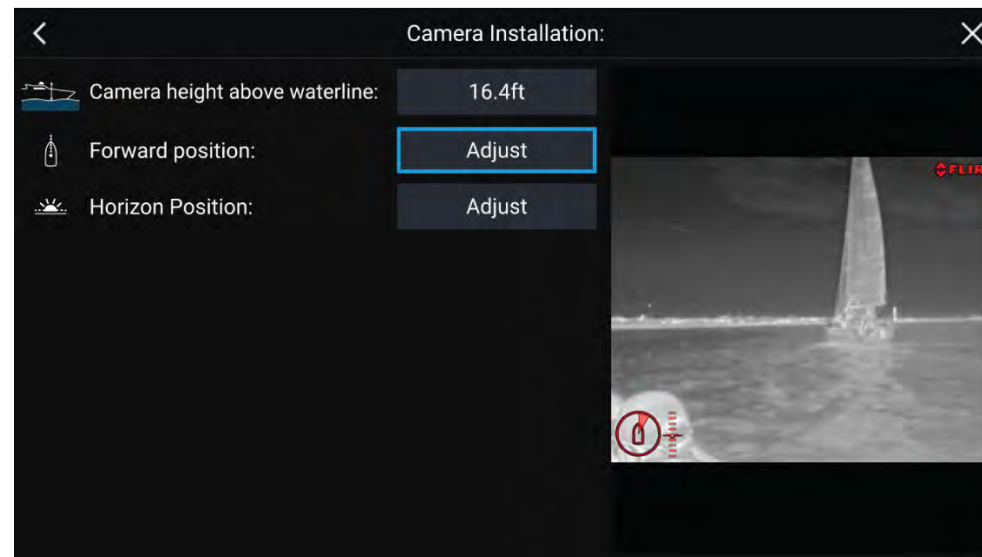 Camera Installation:
Camera height above waterline: 16.4ft
Forward position: Adjust
Horizon Position: Adjust
FLIR